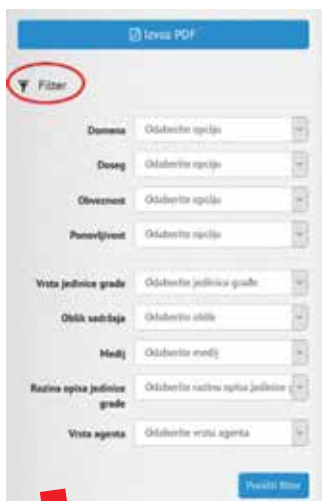 Izvoz PDF
Filter
Domena Odaberite opciju
Doseg Odaberite opciju
Obveznost Odaberite opciju
Ponovljivost Odaberite opciju
Vrsta jedinice građe Odaberite jedinicu građe
Oblik sadržaja Odaberite oblik
Medij Odaberite medij
Razina opisa jedinice Odaberite razinu opisa jedinice g
građe
Vrsta agenta Odaberite vrstu agenta
Poništi filter